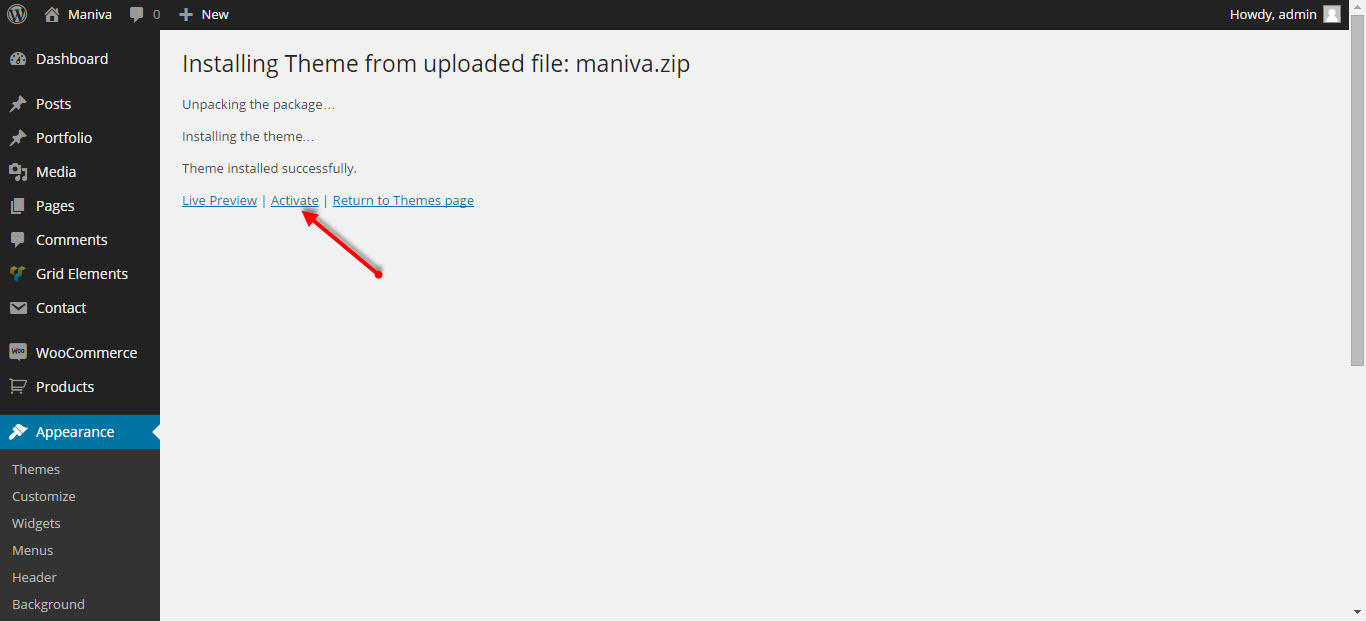 Maniva 0 New Howdy, admin
Dashboard
Posts
Portfolio
Media
Pages
Comments
Grid Elements
Contact
WOO WooCommerce
Products
Appearance
Themes
Customize
Widgets
Menus
Header
Background
Installing Theme from uploaded file: maniva.zip
Unpacking the package…
Installing the theme…
Theme installed successfully.
Live Preview | Activate | Return to Themes page